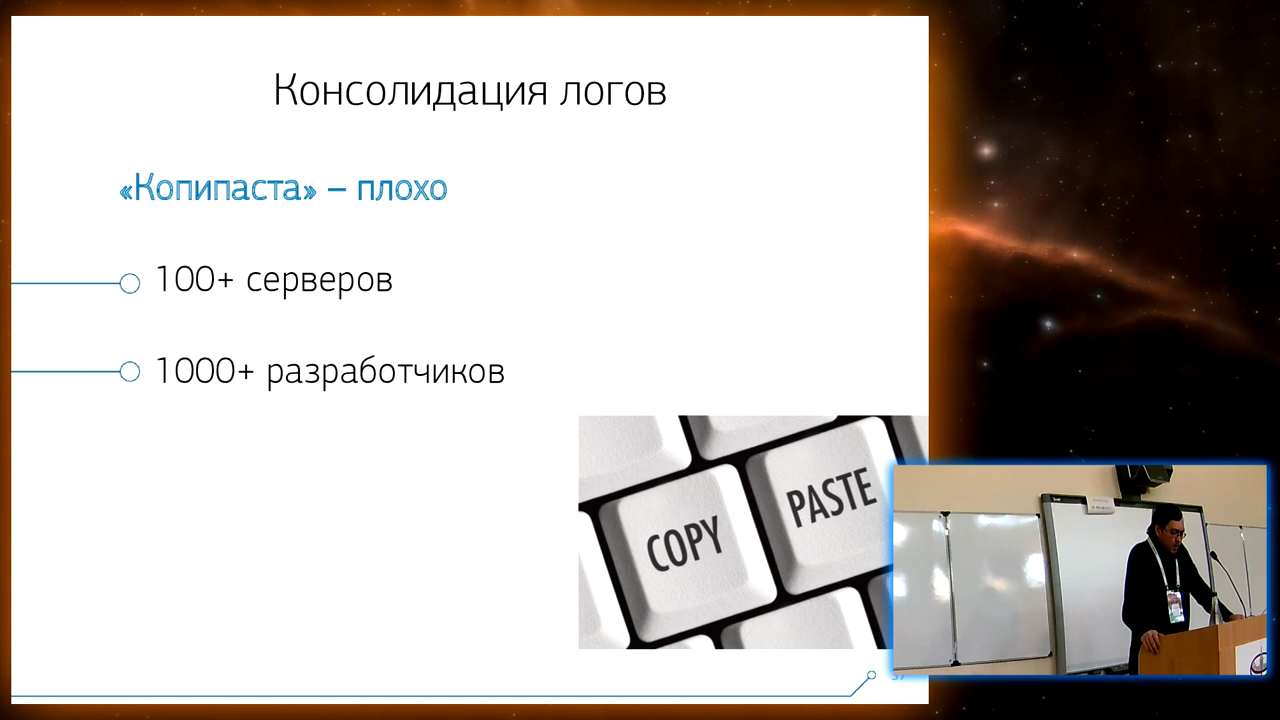 Консолидация логов
«Копипаста» – плохо
100+ серверов
1000+ разработчиков
COPY
PASTE